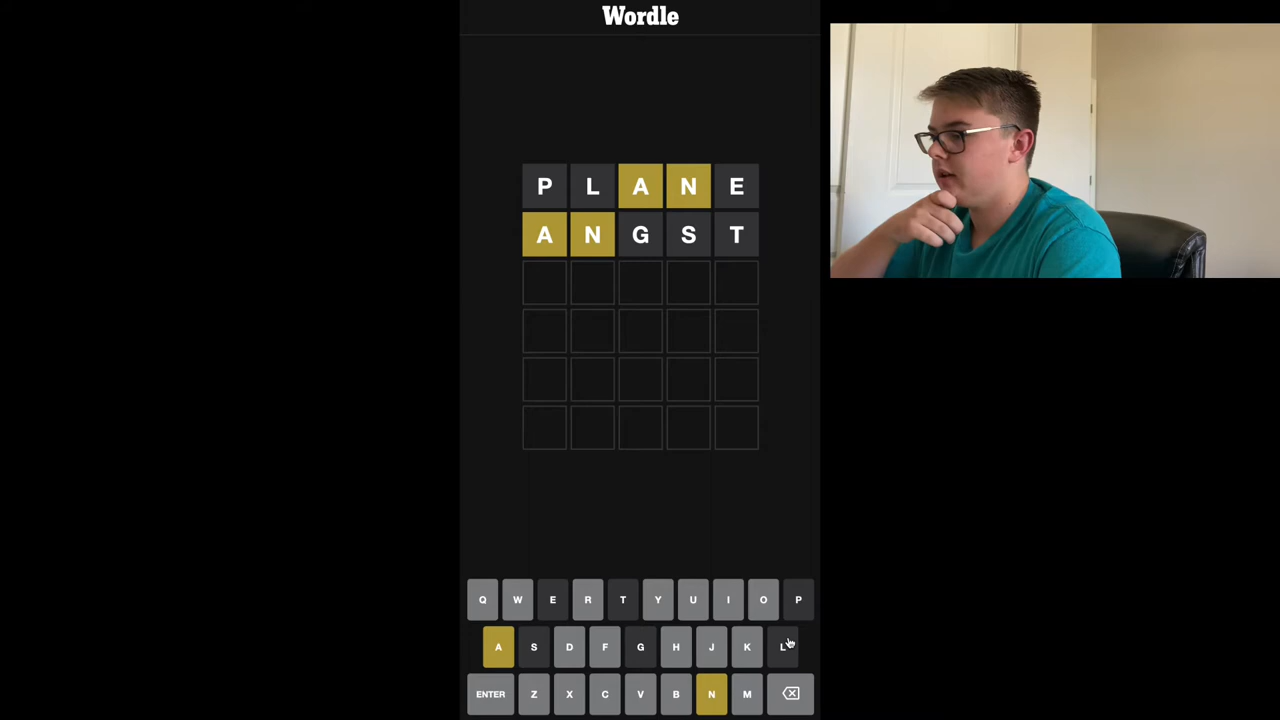 Wordle
P L A N E
A N G S T
Q W E R T Y U I O P
A S D F G H J K L
ENTER Z X C V B N M